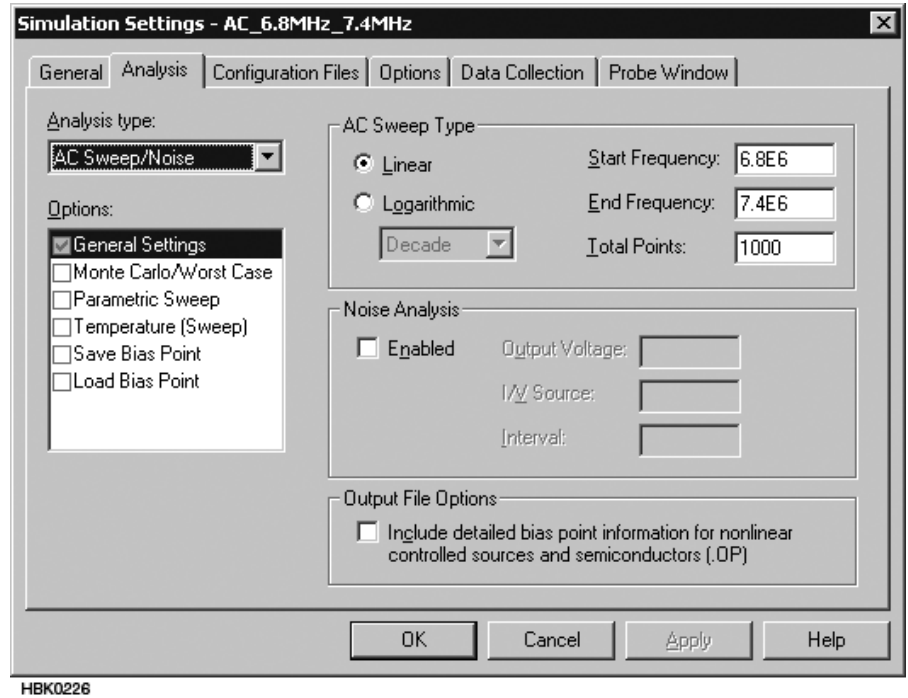 Simulation Settings - AC_6.8MHz_7.4MHz
General Analysis Configuration Files Options Data Collection Probe Window
Analysis type:
AC Sweep/Noise
Options:
General Settings
Monte Carlo/Worst Case
Parametric Sweep
Temperature (Sweep)
Save Bias Point
Load Bias Point
AC Sweep Type
Linear
Logarithmic
Decade
Start Frequency: 6.8E6
End Frequency: 7.4E6
Total Points: 1000
Noise Analysis
Enabled
Output Voltage:
I/V Source:
Interval:
Output File Options
Include detailed bias point information for nonlinear
controlled sources and semiconductors (.OP)
OK Cancel Apply Help
HBK0226